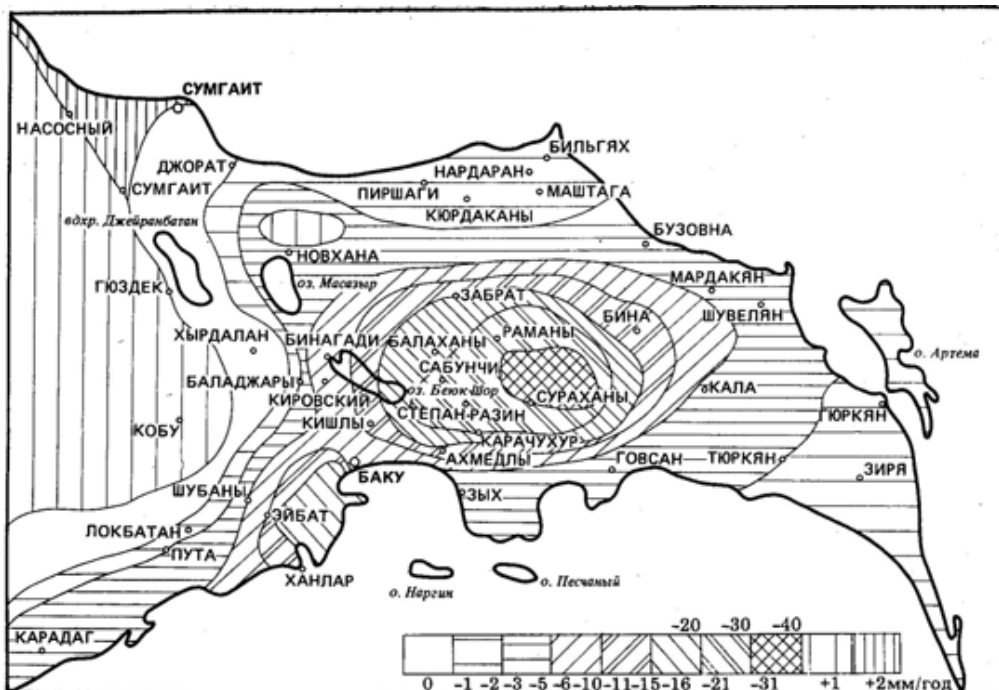 СУМГАИТ
НАСОСНЫЙ
БИЛЬГЯХ
ДЖОРАТ
НАРДАРАН
СУМГАИТ
ПИРШАГИ
МАШТАГА
КЮРДАКАНЫ
вдхр. Джейранбатан
БУЗОВНА
НОВХАНА
МАРДАКЯН
ГЮЗДЕК
оз. Масазыр
ЗАБРАТ
БИНА
ШУВЕЛЯН
ХЫРДАЛАН
БИНАГАДИ
БАЛАХАНЫ
РАМАНЫ
о. Артема
БАЛАДЖАРЫ
САБУНЧИ
КИРОВСКИЙ
оз. Беюк-Шор
СУРАХАНЫ
КАЛА
СТЕПАН-РАЗИН
ГЮРКЯН
КОБУ
КИШЛЫ
КАРАЧУХУР
АХМЕДЛЫ
ГОВСАН
ТЮРКЯН
ЗИРЯ
БАКУ
ШУБАНЫ
ЗЫХ
ЭЙБАТ
ЛОКБАТАН
ПУТА
ХАНЛАР
о. Наргин
о. Песчаный
КАРАДАГ
-20 -30 -40
0 -1 -2 -3 -5 -6 -10 -11 -15 -16 -21 -31 +1 +2 мм/год